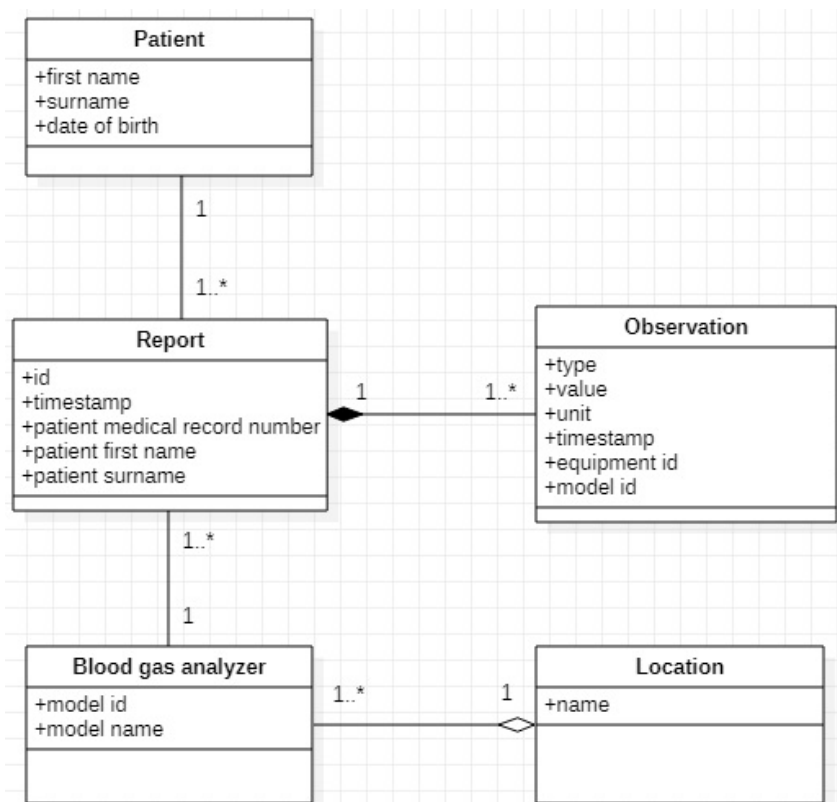 Patient
+first name
+surname
+date of birth
1
1..*
Report
+id
+timestamp
+patient medical record number
+patient first name
+patient surname
1
1..*
Observation
+type
+value
+unit
+timestamp
+equipment id
+model id
1..*
1
Blood gas analyzer
+model id
+model name
1..*
1
Location
+name